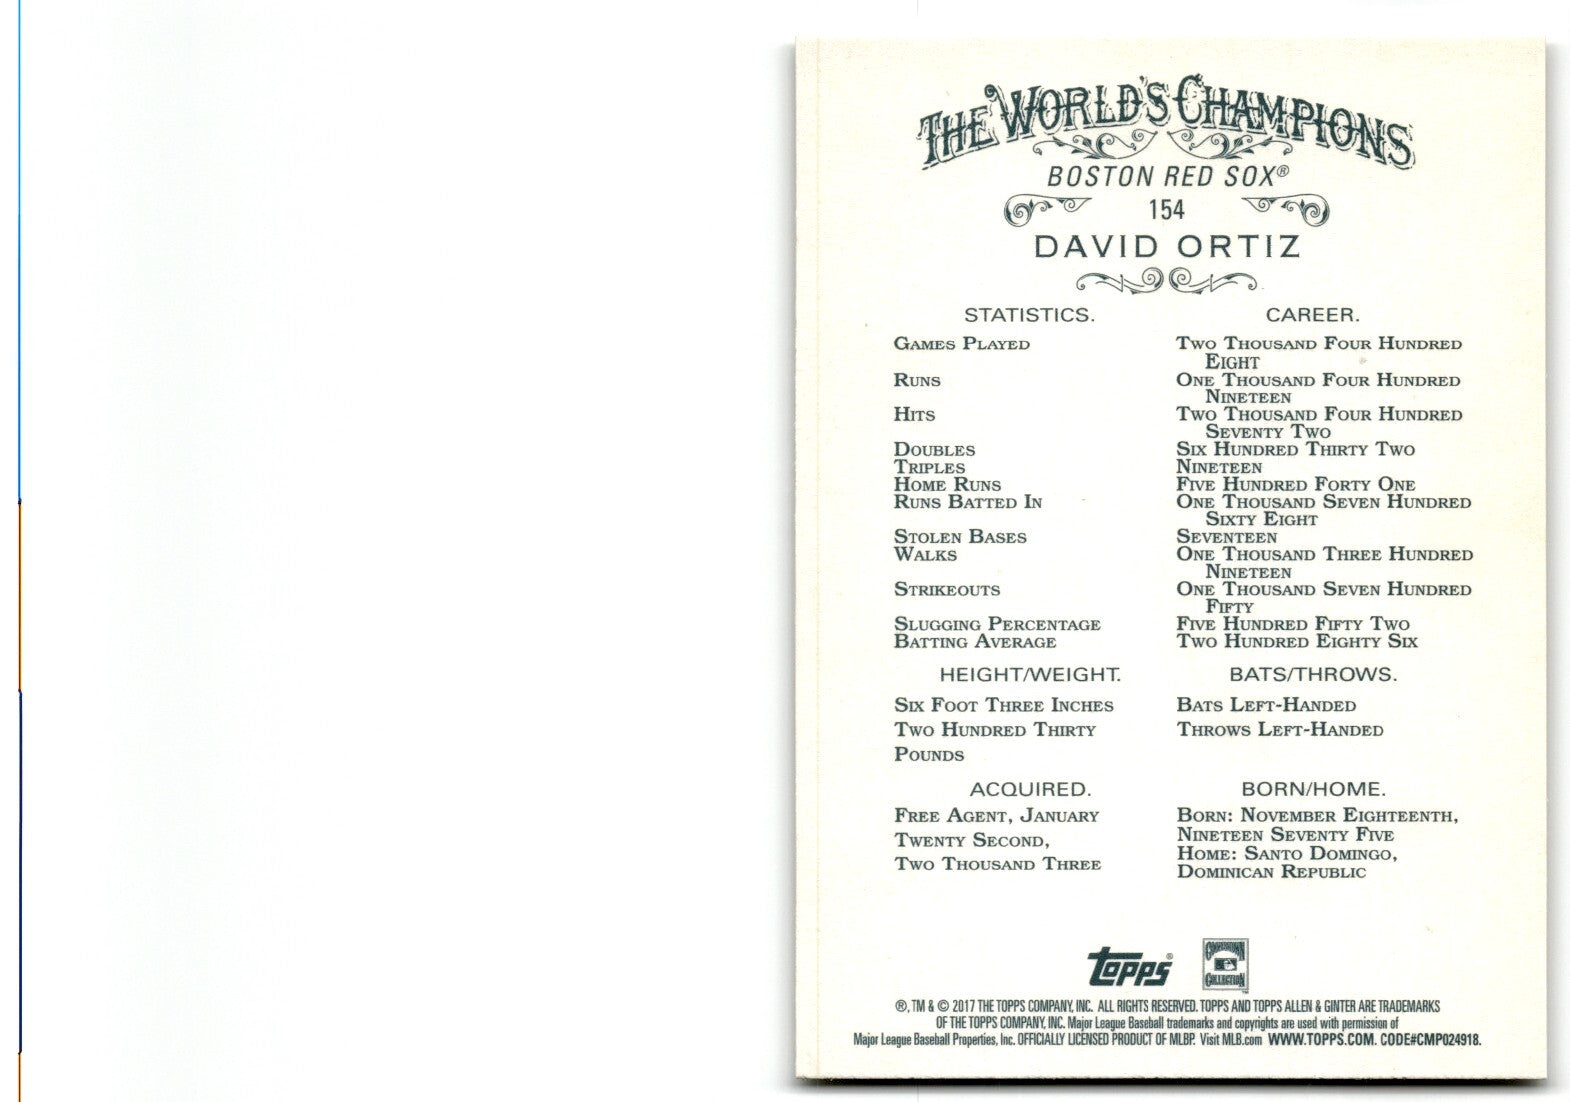 THE WORLD'S CHAMPIONS
BOSTON RED SOX®
154
DAVID ORTIZ
STATISTICS. CAREER.
GAMES PLAYED TWO THOUSAND FOUR HUNDRED
EIGHT
RUNS ONE THOUSAND FOUR HUNDRED
NINETEEN
HITS TWO THOUSAND FOUR HUNDRED
SEVENTY TWO
DOUBLES SIX HUNDRED THIRTY TWO
TRIPLES NINETEEN
HOME RUNS FIVE HUNDRED FORTY ONE
RUNS BATTED IN ONE THOUSAND SEVEN HUNDRED
SIXTY EIGHT
STOLEN BASES SEVENTEEN
WALKS ONE THOUSAND THREE HUNDRED
NINETEEN
STRIKEOUTS ONE THOUSAND SEVEN HUNDRED
FIFTY
SLUGGING PERCENTAGE FIVE HUNDRED FIFTY TWO
BATTING AVERAGE TWO HUNDRED EIGHTY SIX
HEIGHT/WEIGHT. BATS/THROWS.
SIX FOOT THREE INCHES BATS LEFT-HANDED
TWO HUNDRED THIRTY THROWS LEFT-HANDED
POUNDS
ACQUIRED. BORN/HOME.
FREE AGENT, JANUARY BORN: NOVEMBER EIGHTEENTH,
TWENTY SECOND, NINETEEN SEVENTY FIVE
TWO THOUSAND THREE HOME: SANTO DOMINGO,
DOMINICAN REPUBLIC
topps®
COOPERSTOWN
COLLECTION™
®, TM & © 2017 THE TOPPS COMPANY, INC. ALL RIGHTS RESERVED. TOPPS AND TOPPS ALLEN & GINTER ARE TRADEMARKS
OF THE TOPPS COMPANY, INC. Major League Baseball trademarks and copyrights are used with permission of
Major League Baseball Properties, Inc. OFFICIALLY LICENSED PRODUCT OF MLBP. Visit MLB.com WWW.TOPPS.COM. CODE#CMP024918.